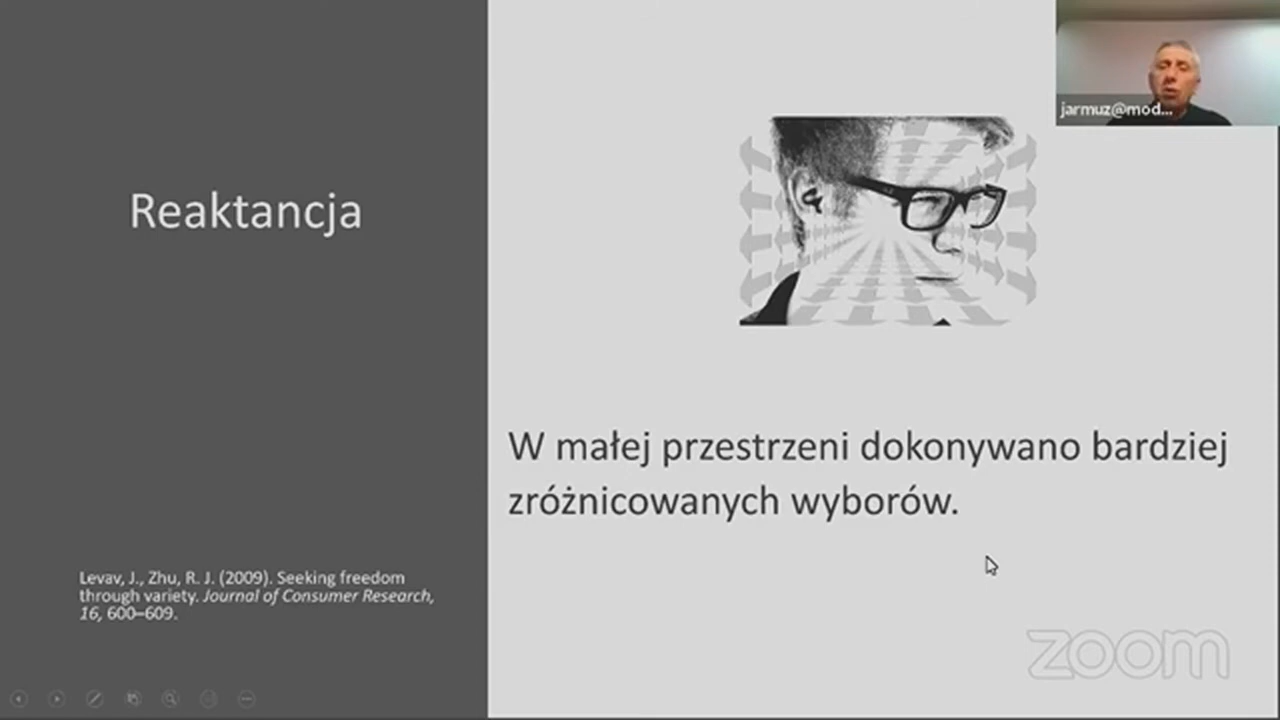 jarmuz@mod...
Reaktancja
W małej przestrzeni dokonywano bardziej
zróżnicowanych wyborów.
Levav, J., Zhu, R. J. (2009). Seeking freedom
through variety. Journal of Consumer Research,
16, 600–609.
zoom